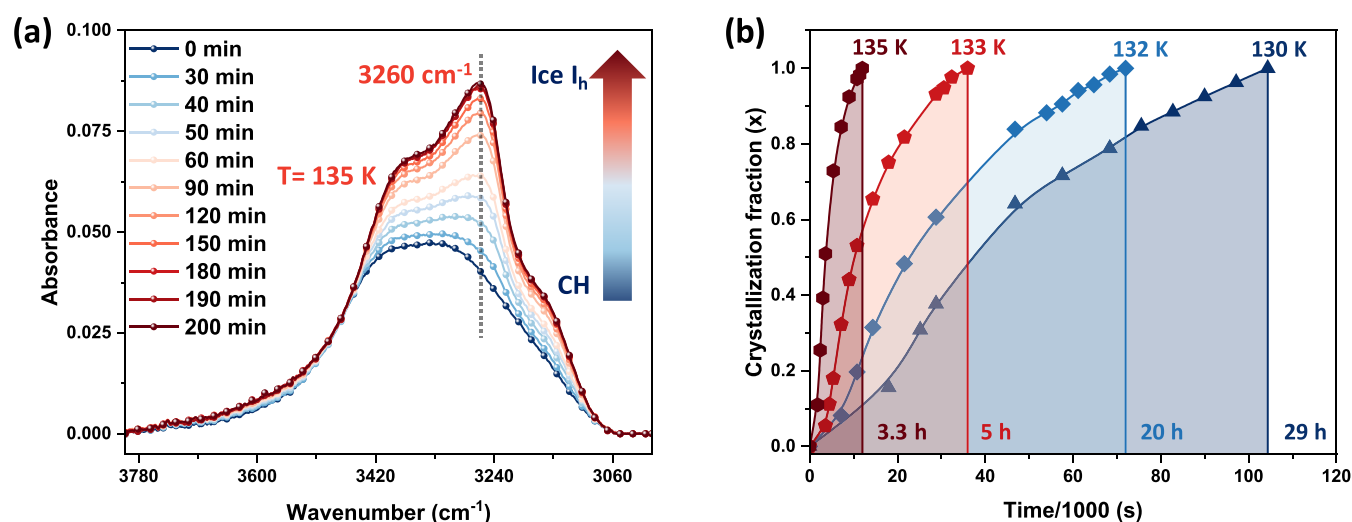 (a)
0.100
0.075
0.050
0.025
0.000
Absorbance
0 min
30 min
40 min
50 min
60 min
90 min
120 min
150 min
180 min
190 min
200 min
3260 cm⁻¹
T= 135 K
Ice Iₕ
CH
3780
3600
3420
3240
3060
Wavenumber (cm⁻¹)
(b)
1.0
0.8
0.6
0.4
0.2
0.0
Crystallization fraction (x)
135 K
133 K
132 K
130 K
3.3 h
5 h
20 h
29 h
0
20
40
60
80
100
120
Time/1000 (s)